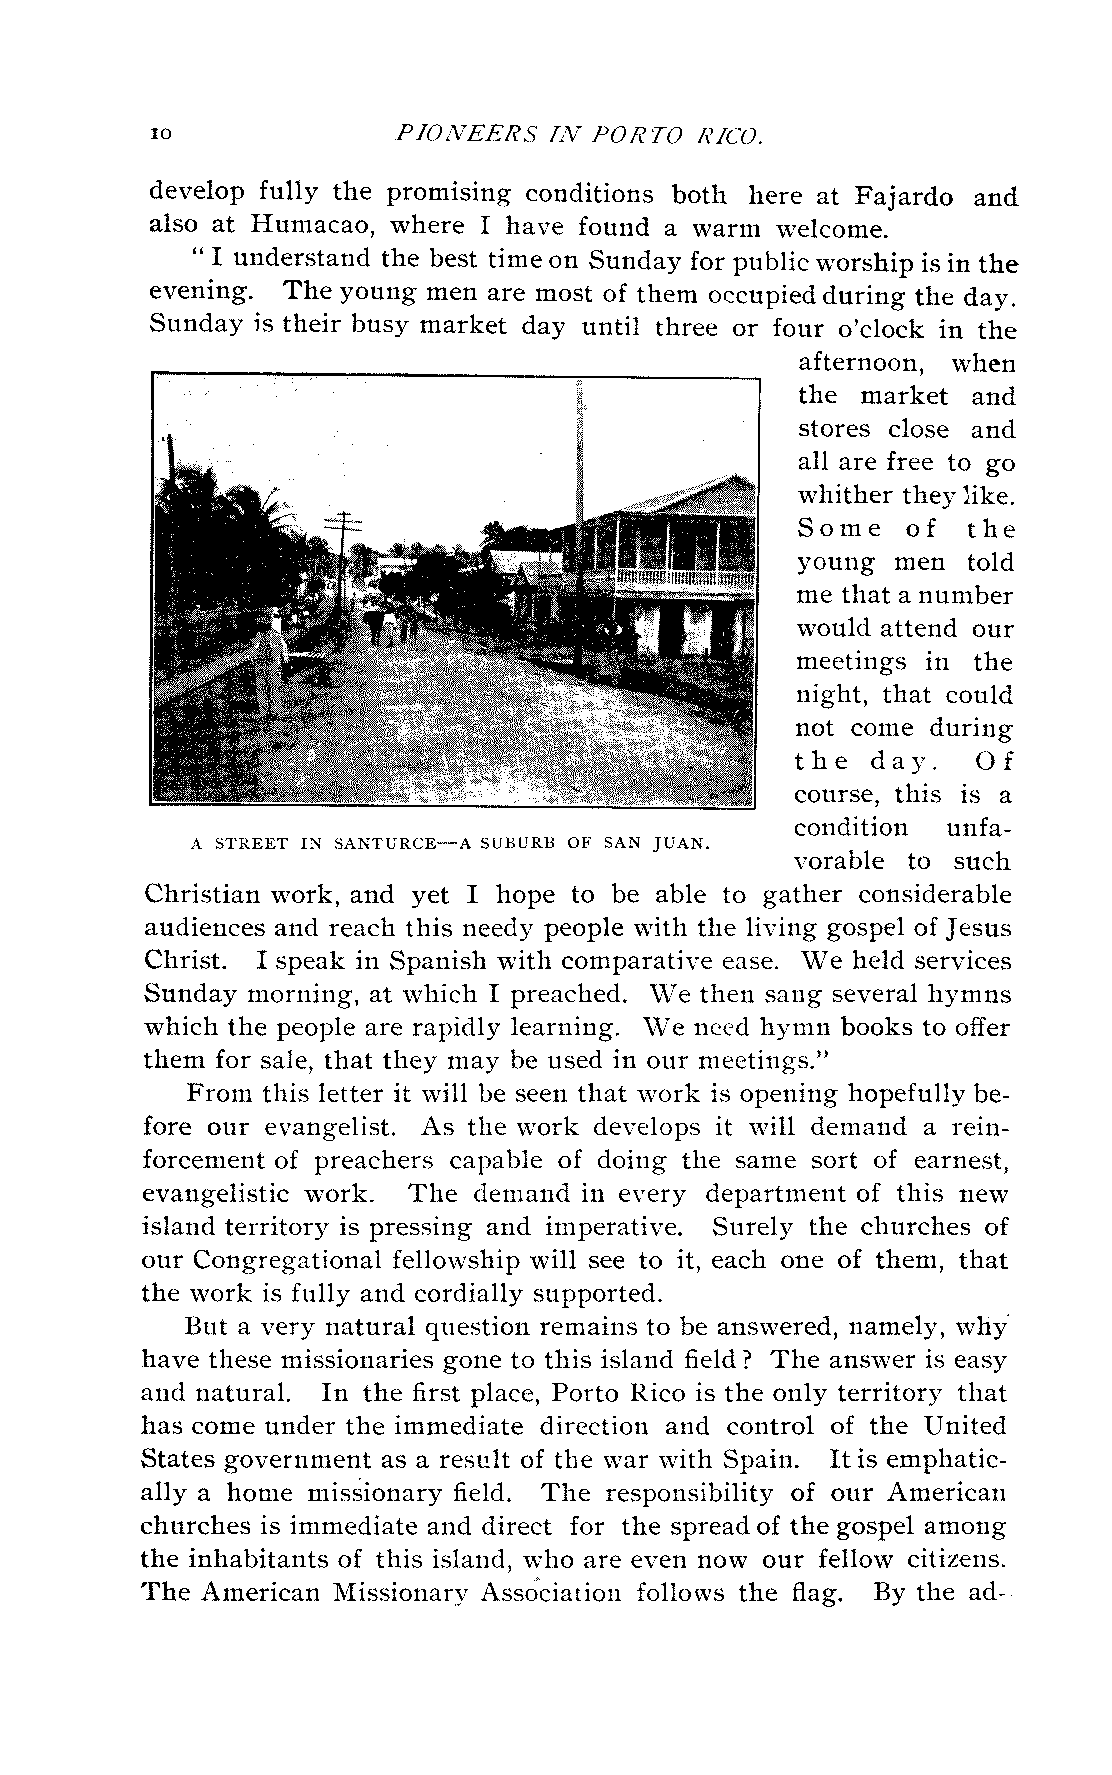 10 PIONEERS IN PORTO RICO.
develop fully the promising conditions both here at Fajardo and
also at Humacao, where I have found a warm welcome.
“ I understand the best time on Sunday for public worship is in the
evening. The young men are most of them occupied during the day.
Sunday is their busy market day until three or four o'clock in the
afternoon, when
the market and
stores close and
all are free to go
whither they like.
Some of the
young men told
me that a number
would attend our
meetings in the
night, that could
not come during
the day. Of
course, this is a
condition unfa-
vorable to such
A STREET IN SANTURCE—A SUBURB OF SAN JUAN.
Christian work, and yet I hope to be able to gather considerable
audiences and reach this needy people with the living gospel of Jesus
Christ. I speak in Spanish with comparative ease. We held services
Sunday morning, at which I preached. We then sang several hymns
which the people are rapidly learning. We need hymn books to offer
them for sale, that they may be used in our meetings.”
From this letter it will be seen that work is opening hopefully be-
fore our evangelist. As the work develops it will demand a rein-
forcement of preachers capable of doing the same sort of earnest,
evangelistic work. The demand in every department of this new
island territory is pressing and imperative. Surely the churches of
our Congregational fellowship will see to it, each one of them, that
the work is fully and cordially supported.
But a very natural question remains to be answered, namely, why
have these missionaries gone to this island field? The answer is easy
and natural. In the first place, Porto Rico is the only territory that
has come under the immediate direction and control of the United
States government as a result of the war with Spain. It is emphatic-
ally a home missionary field. The responsibility of our American
churches is immediate and direct for the spread of the gospel among
the inhabitants of this island, who are even now our fellow citizens.
The American Missionary Association follows the flag. By the ad-